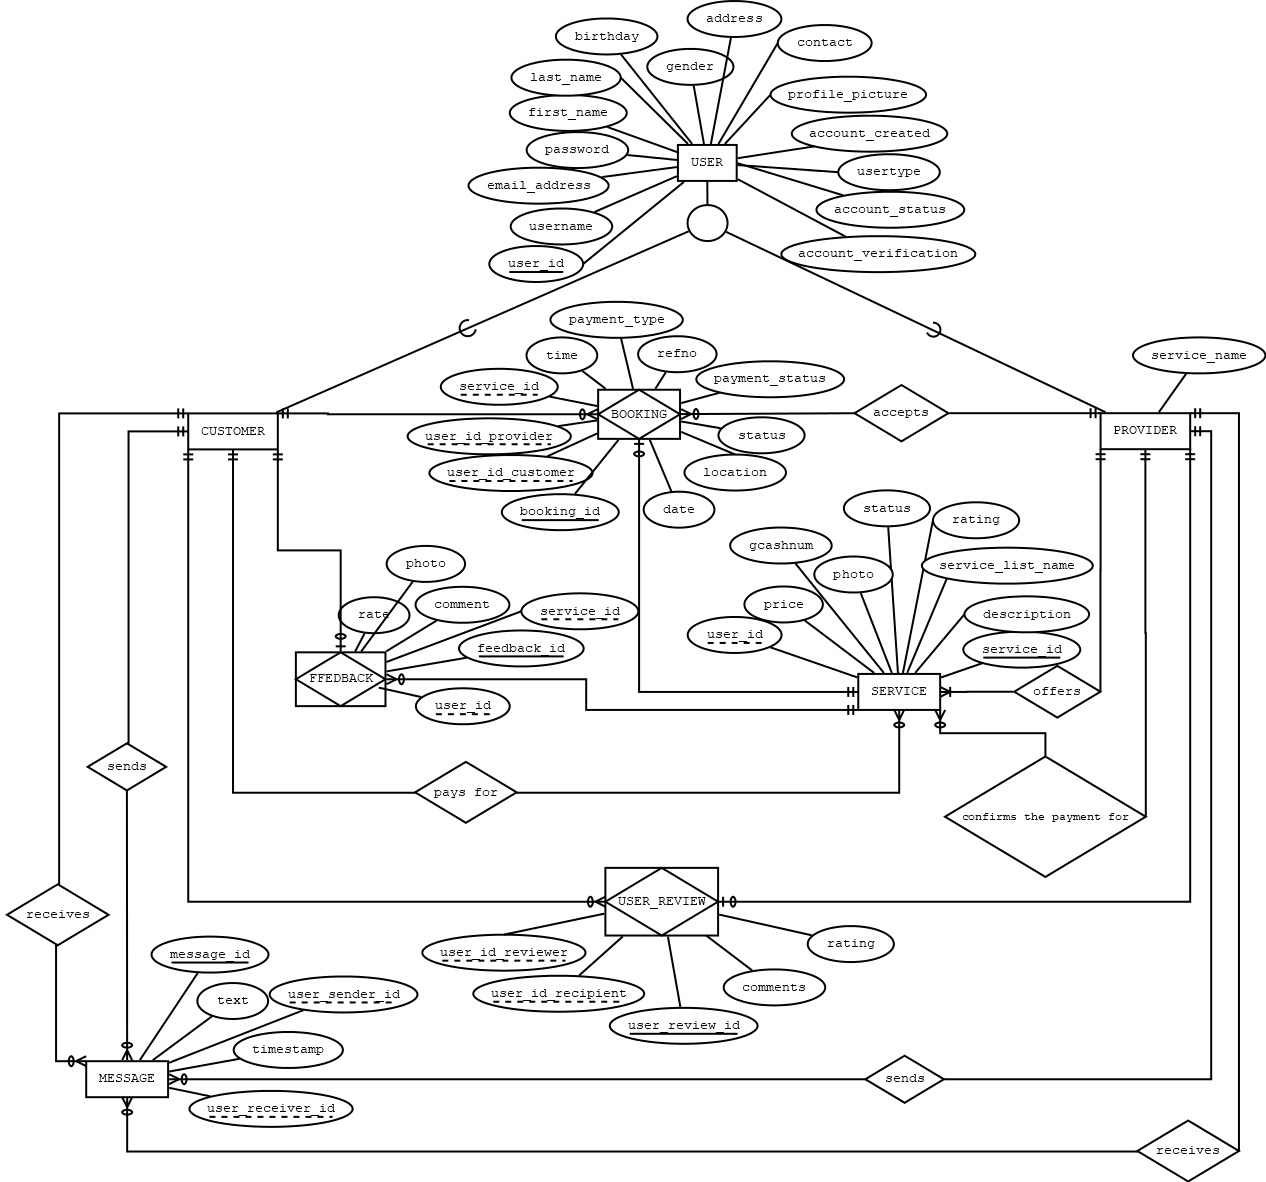 address
birthday
contact
gender
last_name
profile_picture
first_name
account_created
password
USER
usertype
email_address
account_status
username
account_verification
user_id
payment_type
time
refno
service_name
service_id
payment_status
accepts
BOOKING
CUSTOMER
PROVIDER
user_id_provider
status
user_id_customer
location
booking_id
date
status
rating
gcashnum
photo
service_list_name
photo
price
comment
rate
service_id
description
user_id
feedback_id
service_id
FFEDBACK
SERVICE
offers
user_id
sends
pays for
confirms the payment for
USER_REVIEW
receives
rating
message_id
user_id_reviewer
comments
text
user_sender_id
user_id_recipient
user_review_id
timestamp
MESSAGE
sends
user_receiver_id
receives